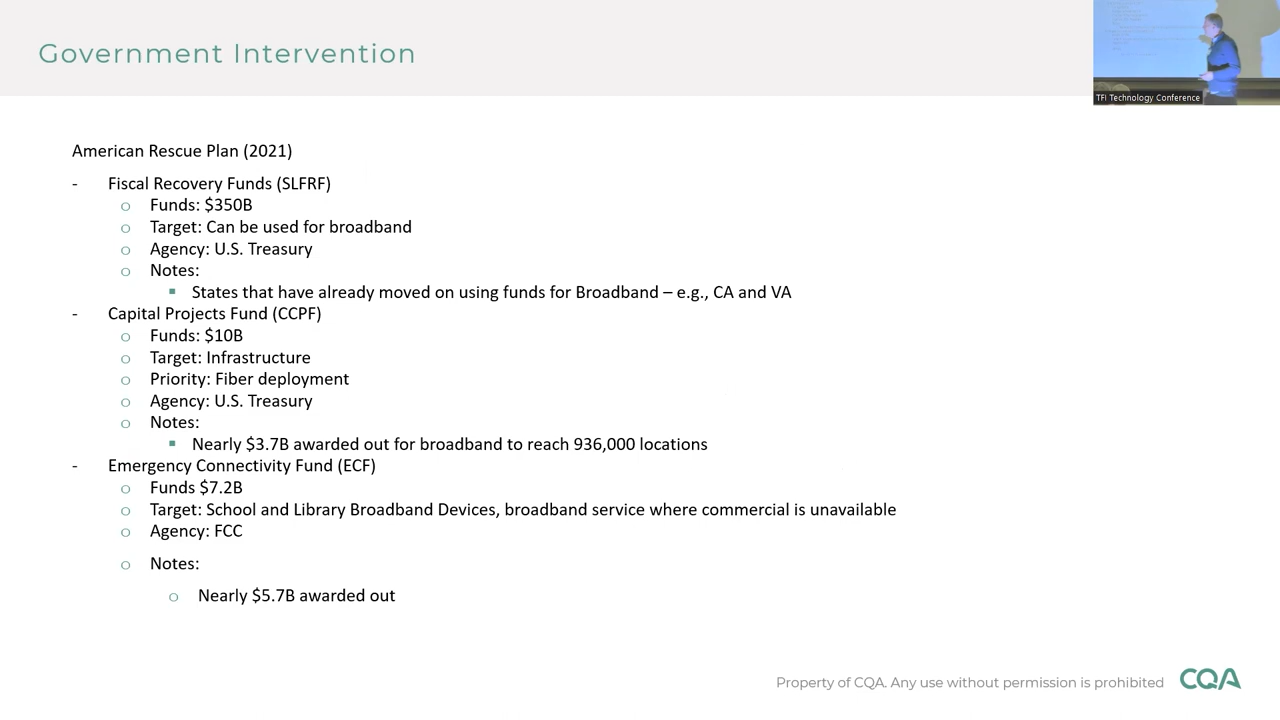 Government Intervention
TFI Technology Conference
American Rescue Plan (2021)
- Fiscal Recovery Funds (SLFRF)
o Funds: $350B
o Target: Can be used for broadband
o Agency: U.S. Treasury
o Notes:
▪ States that have already moved on using funds for Broadband – e.g., CA and VA
- Capital Projects Fund (CCPF)
o Funds: $10B
o Target: Infrastructure
o Priority: Fiber deployment
o Agency: U.S. Treasury
o Notes:
▪ Nearly $3.7B awarded out for broadband to reach 936,000 locations
- Emergency Connectivity Fund (ECF)
o Funds $7.2B
o Target: School and Library Broadband Devices, broadband service where commercial is unavailable
o Agency: FCC
o Notes:
o Nearly $5.7B awarded out
Property of CQA. Any use without permission is prohibited
CQA